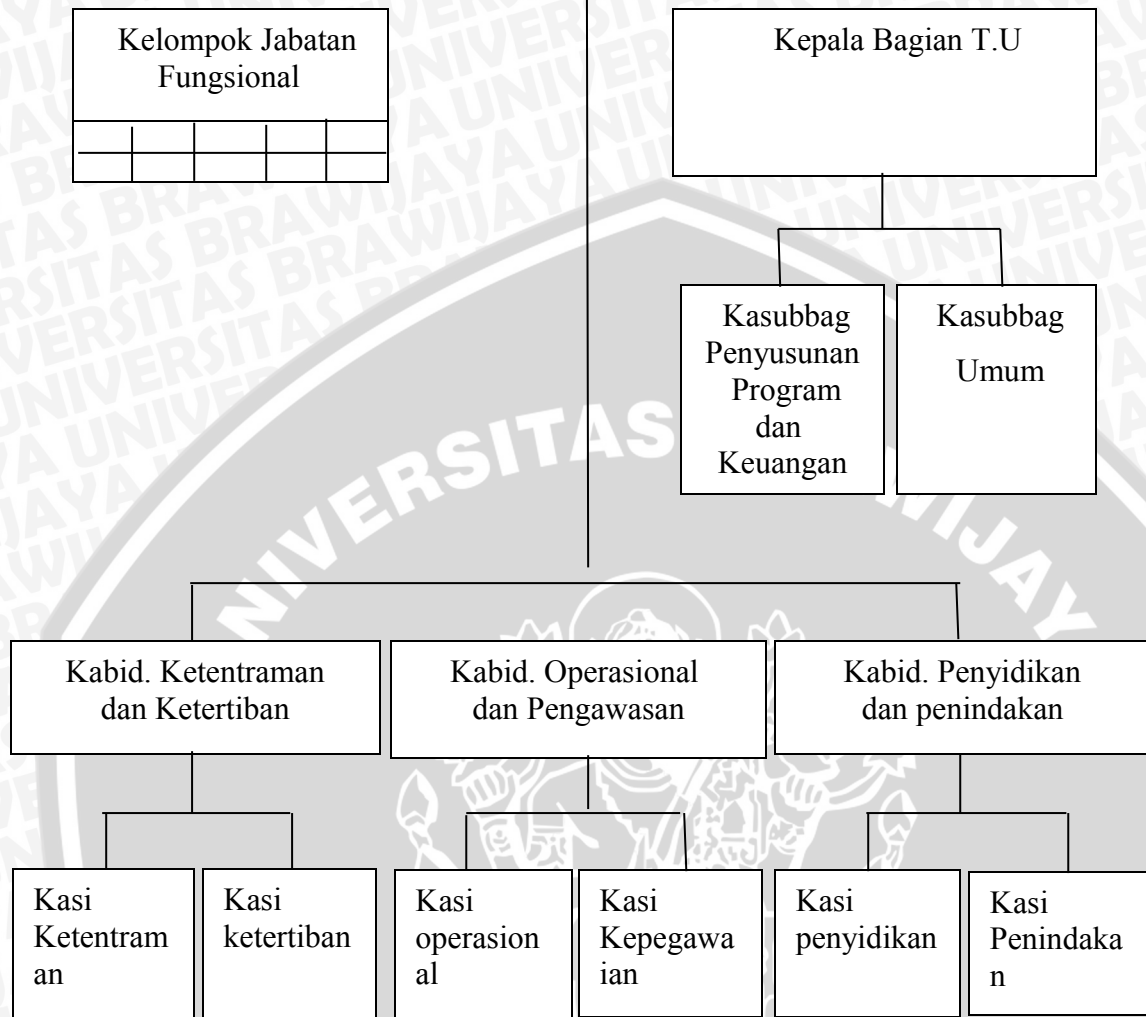 Kelompok Jabatan
Fungsional
Kepala Bagian T.U
Kasubbag
Penyusunan
Program
dan
Keuangan
Kasubbag
Umum
Kabid. Ketentraman
dan Ketertiban
Kabid. Operasional
dan Pengawasan
Kabid. Penyidikan
dan penindakan
Kasi
Ketentram
an
Kasi
ketertiban
Kasi
operasion
al
Kasi
Kepegawa
ian
Kasi
penyidikan
Kasi
Penindaka
n